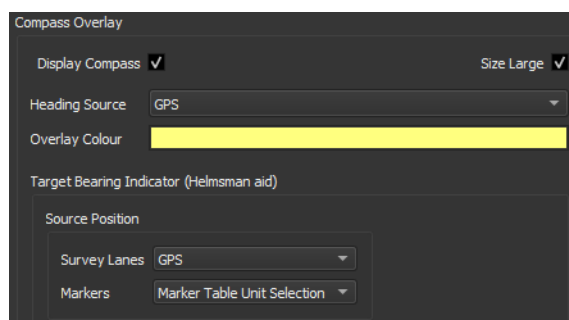 Compass Overlay
Display Compass Size Large
Heading Source GPS
Overlay Colour
Target Bearing Indicator (Helmsman aid)
Source Position
Survey Lanes GPS
Markers Marker Table Unit Selection